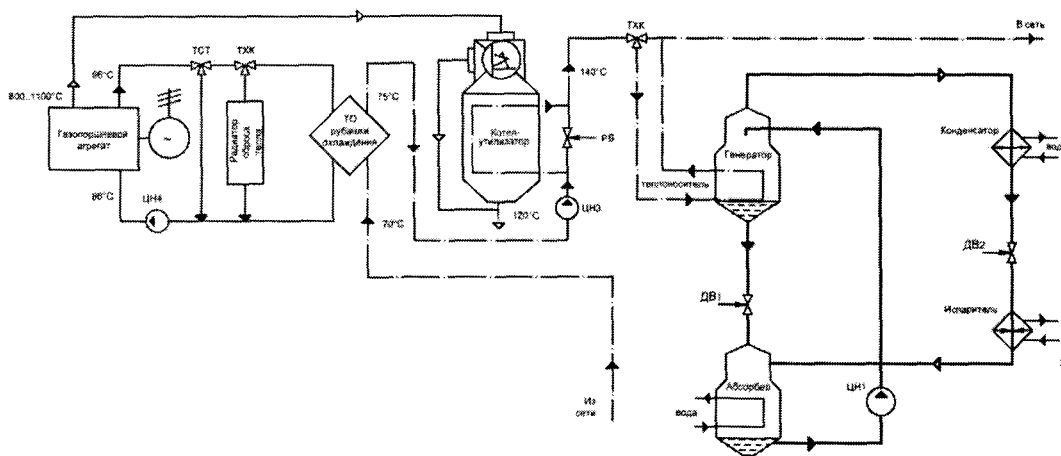 ТХК
В сеть
ТСТ
ТХК
96°C
140°C
800..1100°C
75°C
Газопоршневой
агрегат
~
Радиатор
сброса
тепла
ТО
рубашки
охлаждения
Котел-
утилизатор
РВ
Генератор
теплоноситель
Конденсатор
вода
86°C
ЦН4
70°C
120°C
ЦН3
ДВ2
ДВ1
Испаритель
Абсорбер
вода
ЦН1
Из
сети